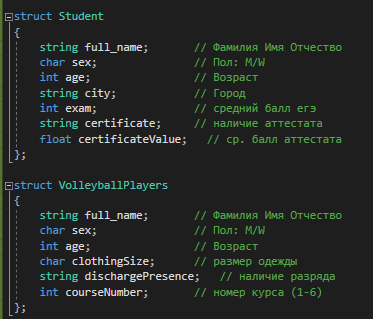 struct Student
{
string full_name; // Фамилия Имя Отчество
char sex; // Пол: M/W
int age; // Возраст
string city; // Город
int exam; // средний балл егэ
string certificate; // наличие аттестата
float certificateValue; // ср. балл аттестата
};
struct VolleyballPlayers
{
string full_name; // Фамилия Имя Отчество
char sex; // Пол: M/W
int age; // Возраст
char clothingSize; // размер одежды
string dischargePresence; // наличие разряда
int courseNumber; // номер курса (1-6)
};